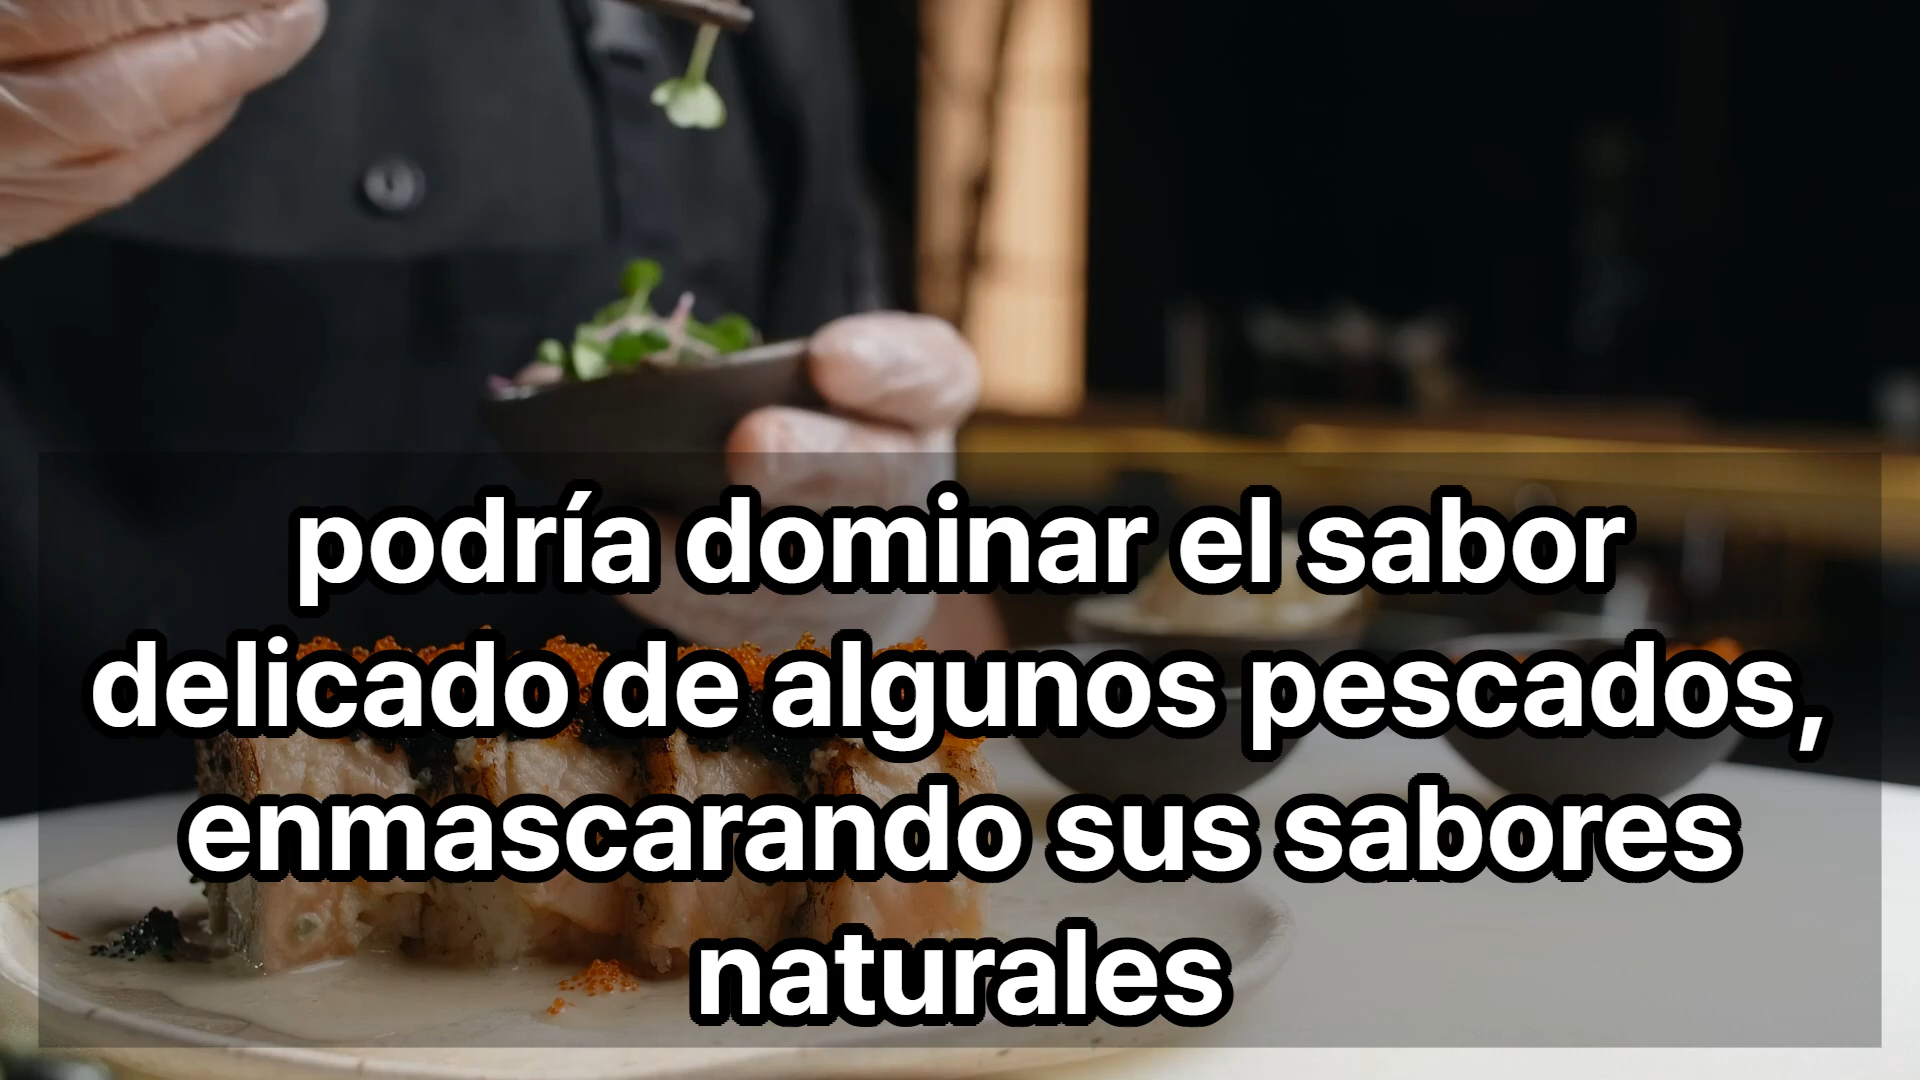 podría dominar el sabor
delicado de algunos pescados,
enmascarando sus sabores
naturales